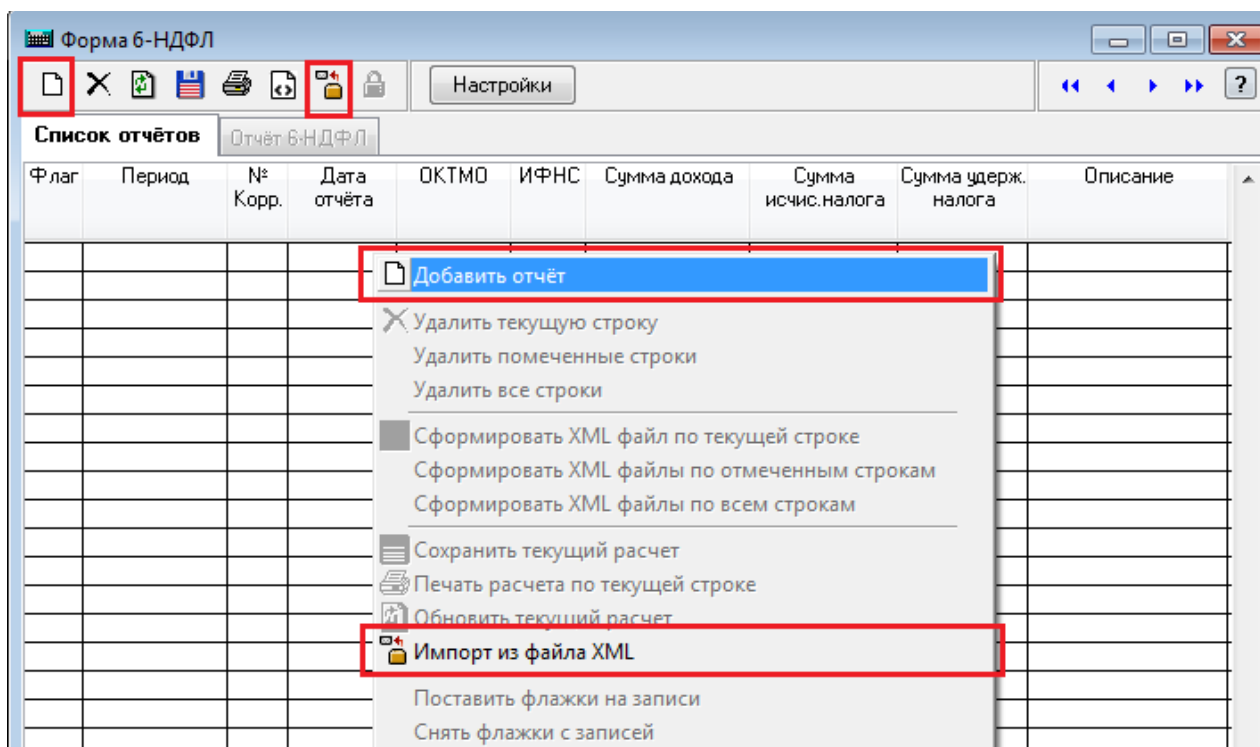 Форма 6-НДФЛ
Настройки
?
Список отчётов
Отчёт 6-НДФЛ
Флаг
Период
№ Корр.
Дата отчёта
ОКТМО
ИФНС
Сумма дохода
Сумма исчис.налога
Сумма удерж. налога
Описание
Добавить отчёт
Удалить текущую строку
Удалить помеченные строки
Удалить все строки
Сформировать XML файл по текущей строке
Сформировать XML файлы по отмеченным строкам
Сформировать XML файлы по всем строкам
Сохранить текущий расчет
Печать расчета по текущей строке
Обновить текущий расчет
Импорт из файла XML
Поставить флажки на записи
Снять флажки с записей